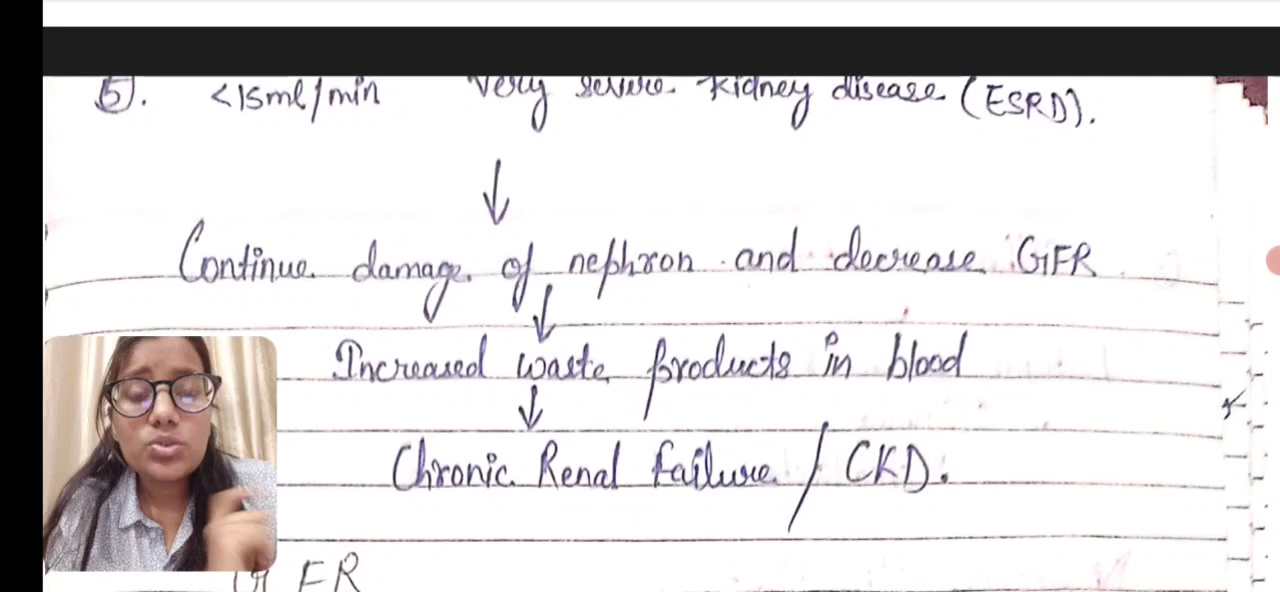 5. <15ml/min Very severe kidney disease (ESRD).
↓
Continue damage of nephron and decrease GFR
↓
Increased waste products in blood
↓
Chronic Renal Failure / CKD.
GFR